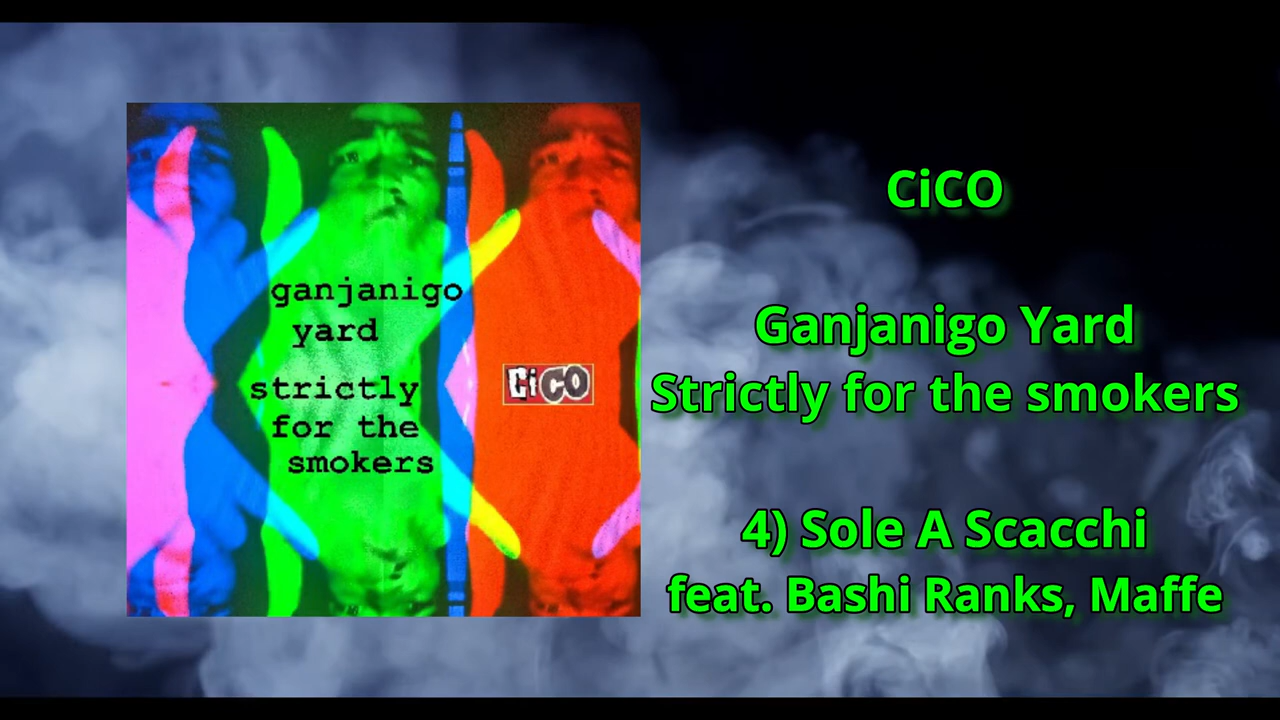 ganjanigo
yard
strictly
for the
smokers
CiCO
CiCO
Ganjanigo Yard
Strictly for the smokers
4) Sole A Scacchi
feat. Bashi Ranks, Maffe